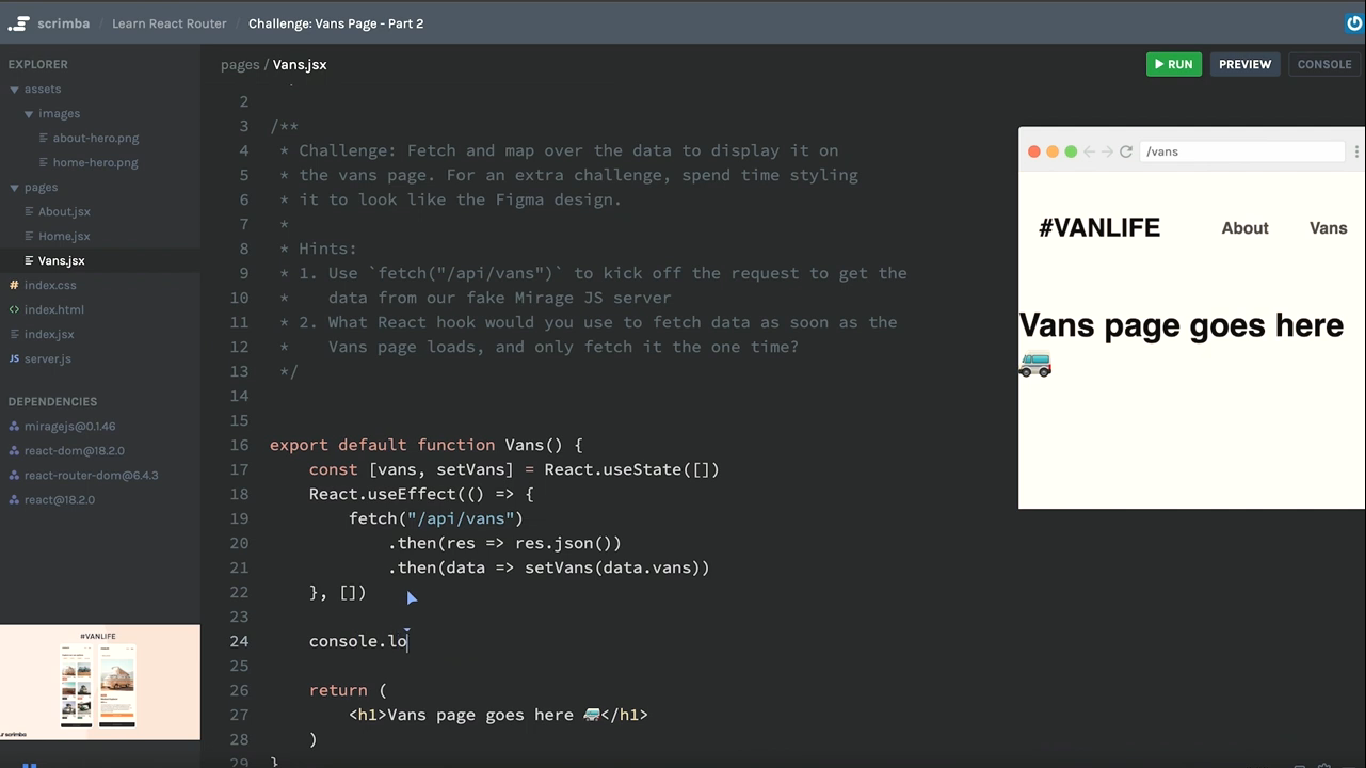 scrimba / Learn React Router / Challenge: Vans Page - Part 2
EXPLORER
assets
images
about-hero.png
home-hero.png
pages
About.jsx
Home.jsx
Vans.jsx
# index.css
<> index.html
index.jsx
JS server.js
DEPENDENCIES
miragejs@0.1.46
react-dom@18.2.0
react-router-dom@6.4.3
react@18.2.0
#VANLIFE
scrimba
pages / Vans.jsx
RUN PREVIEW CONSOLE
2
3 /**
4 * Challenge: Fetch and map over the data to display it on
5 * the vans page. For an extra challenge, spend time styling
6 * it to look like the Figma design.
7 *
8 * Hints:
9 * 1. Use `fetch("/api/vans")` to kick off the request to get the
10 * data from our fake Mirage JS server
11 * 2. What React hook would you use to fetch data as soon as the
12 * Vans page loads, and only fetch it the one time?
13 */
14
15
16 export default function Vans() {
17 const [vans, setVans] = React.useState([])
18 React.useEffect(() => {
19 fetch("/api/vans")
20 .then(res => res.json())
21 .then(data => setVans(data.vans))
22 }, [])
23
24 console.lo
25
26 return (
27 <h1>Vans page goes here 🚐</h1>
28 )
29 }
/vans
#VANLIFE About Vans
Vans page goes here
🚐